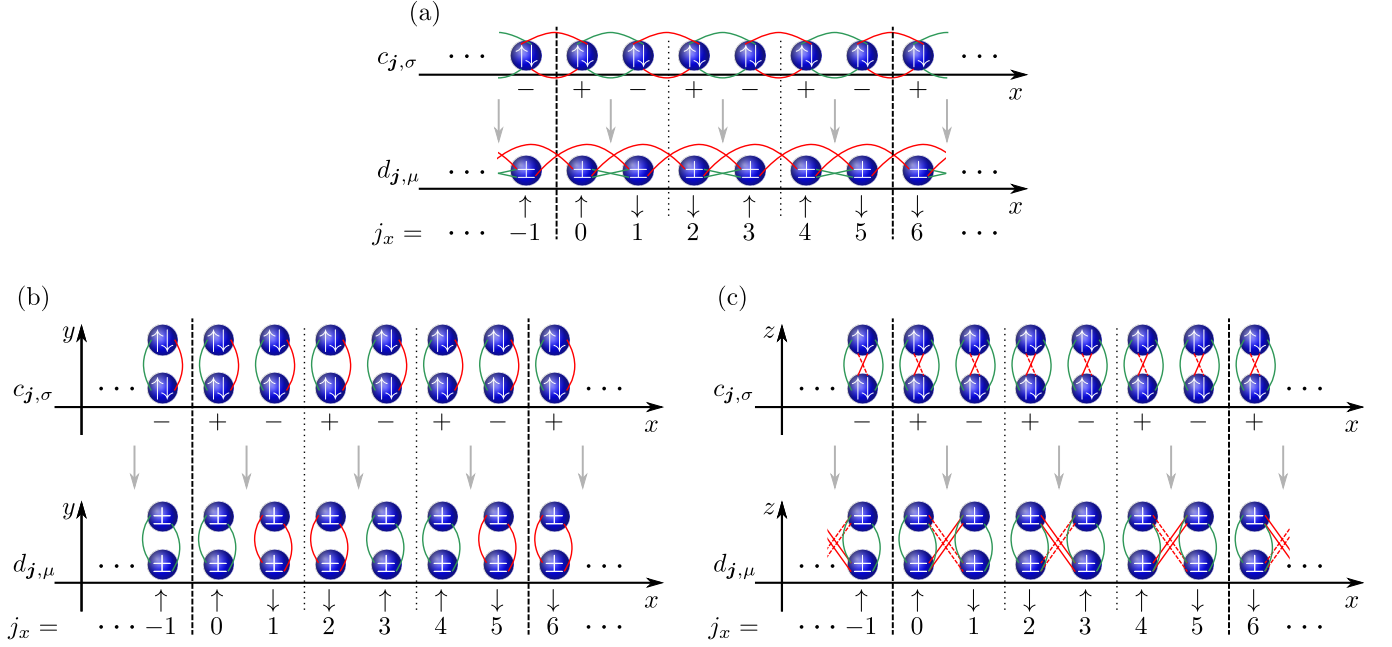 (a)
c_{j,σ} · · · ↑↓ ↑↓ ↑↓ ↑↓ ↑↓ ↑↓ ↑↓ ↑↓ · · ·
− + − + − + − + x
d_{j,μ} · · · ± ± ± ± ± ± ± ± · · ·
x
↑ ↑ ↓ ↓ ↑ ↑ ↓ ↓
j_x = · · · −1 0 1 2 3 4 5 6 · · ·
(b)
y ↑↓ ↑↓ ↑↓ ↑↓ ↑↓ ↑↓ ↑↓ ↑↓
c_{j,σ} · · · ↑↓ ↑↓ ↑↓ ↑↓ ↑↓ ↑↓ ↑↓ ↑↓ · · ·
− + − + − + − + x
y ± ± ± ± ± ± ± ±
d_{j,μ} · · · ± ± ± ± ± ± ± ± · · ·
x
↑ ↑ ↓ ↓ ↑ ↑ ↓ ↓
j_x = · · · −1 0 1 2 3 4 5 6 · · ·
(c)
z ↑↓ ↑↓ ↑↓ ↑↓ ↑↓ ↑↓ ↑↓ ↑↓
c_{j,σ} · · · ↑↓ ↑↓ ↑↓ ↑↓ ↑↓ ↑↓ ↑↓ ↑↓ · · ·
− + − + − + − + x
z ± ± ± ± ± ± ± ±
d_{j,μ} · · · ± ± ± ± ± ± ± ± · · ·
x
↑ ↑ ↓ ↓ ↑ ↑ ↓ ↓
j_x = · · · −1 0 1 2 3 4 5 6 · · ·